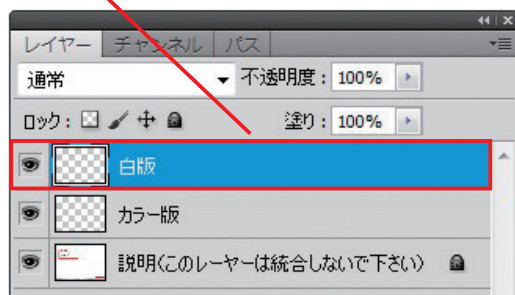 レイヤー チャンネル パス
通常 不透明度: 100%
ロック: 塗り: 100%
白版
カラー版
説明(このレーヤーは統合しないで下さい)